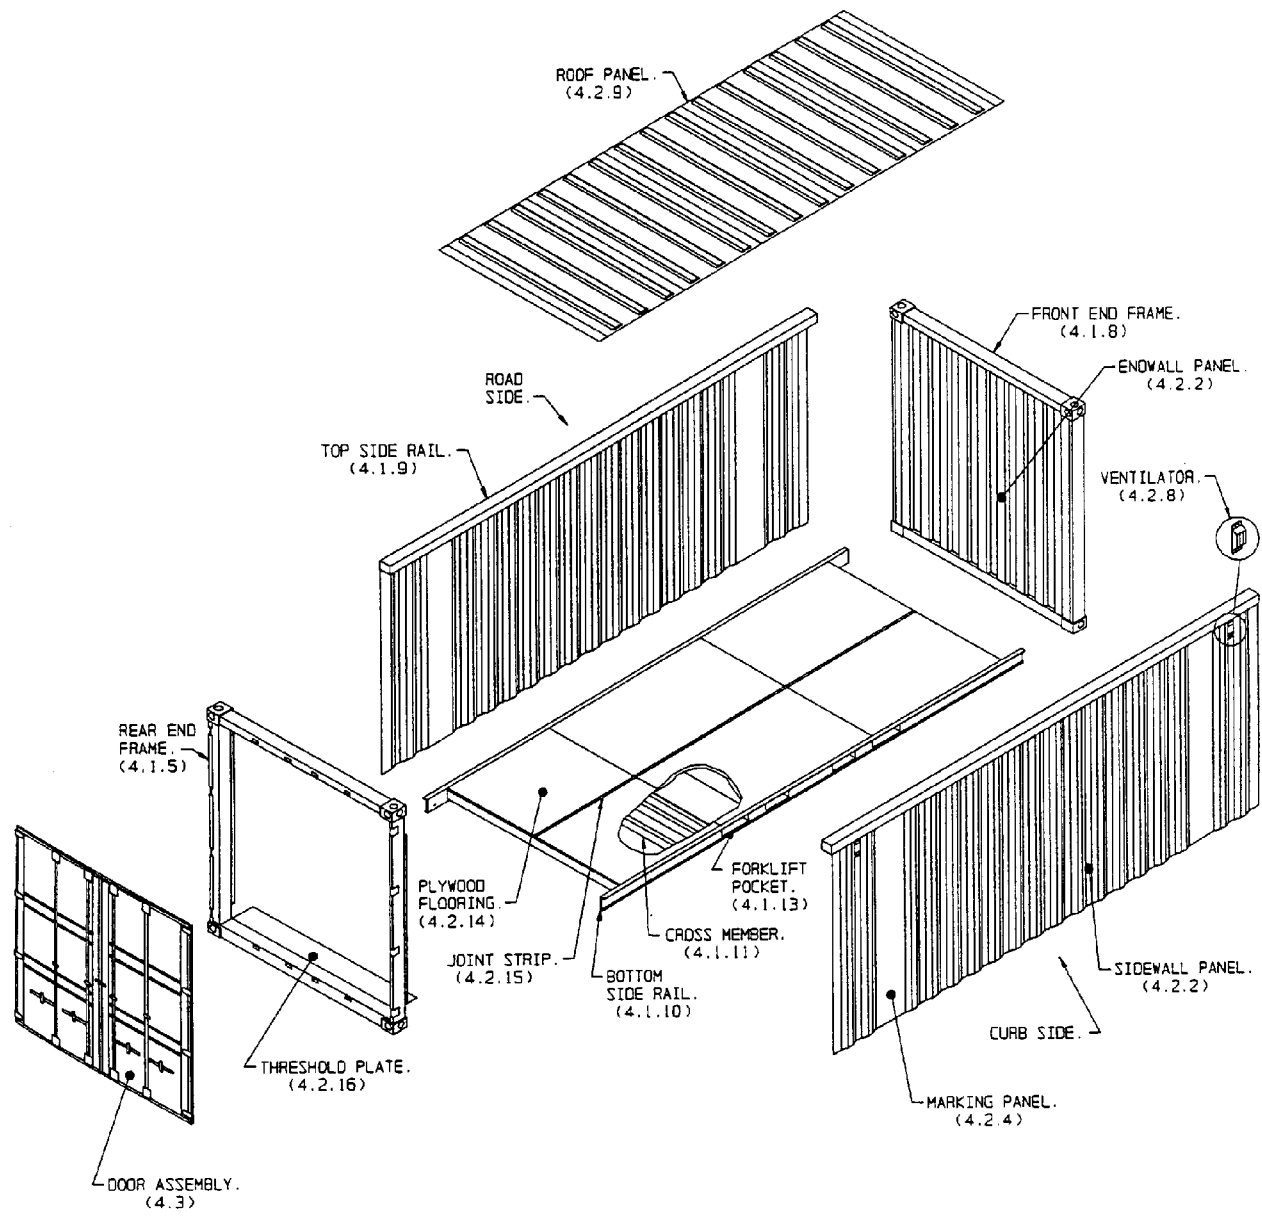 ROOF PANEL.
(4.2.9)
FRONT END FRAME.
(4.1.8)
ENDWALL PANEL.
(4.2.2)
ROAD
SIDE.
TOP SIDE RAIL.
(4.1.9)
VENTILATOR.
(4.2.8)
REAR END
FRAME.
(4.1.5)
PLYWOOD
FLOORING.
(4.2.14)
FORKLIFT
POCKET.
(4.1.13)
CROSS MEMBER.
(4.1.11)
JOINT STRIP.
(4.2.15)
BOTTOM
SIDE RAIL.
(4.1.10)
SIDEWALL PANEL.
(4.2.2)
CURB SIDE.
THRESHOLD PLATE.
(4.2.16)
MARKING PANEL.
(4.2.4)
DOOR ASSEMBLY.
(4.3)